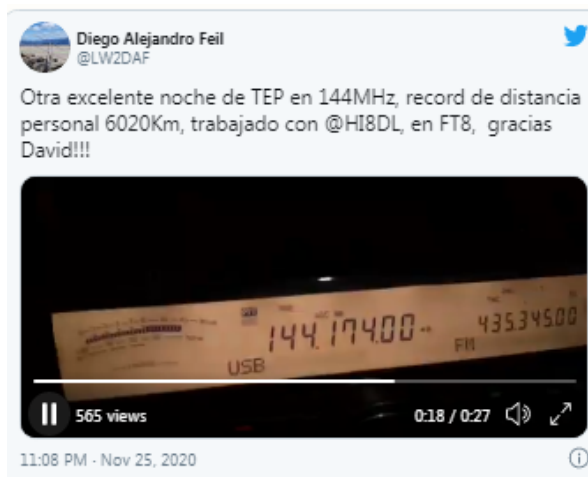 Diego Alejandro Feil
@LW2DAF
Otra excelente noche de TEP en 144MHz, record de distancia
personal 6020Km, trabajado con @HI8DL, en FT8, gracias
David!!!
144.174.00
435.345.00
USB
FM
565 views
0:18 / 0:27
11:08 PM · Nov 25, 2020